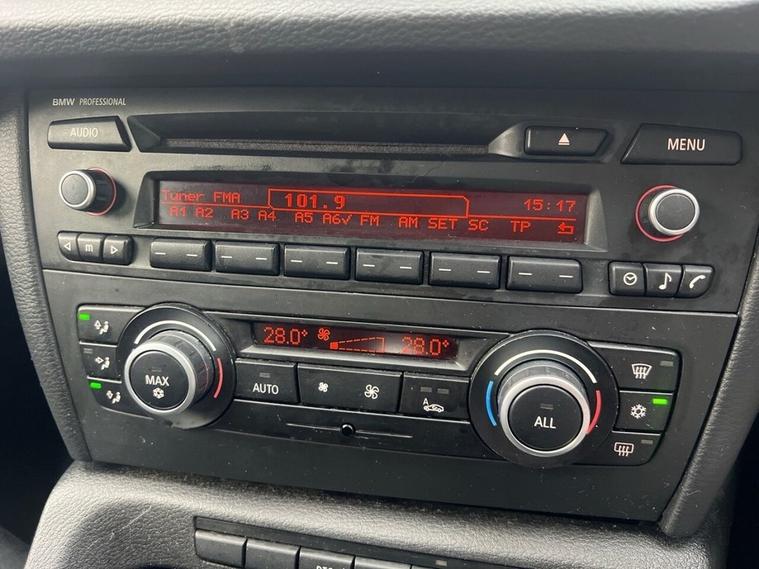 BMW PROFESSIONAL
AUDIO
MENU
Tuner FMA 101.9 15:17
A1 A2 A3 A4 A5 A6✓ FM AM SET SC TP
m
28.0° 28.0°
MAX
AUTO
A
ALL